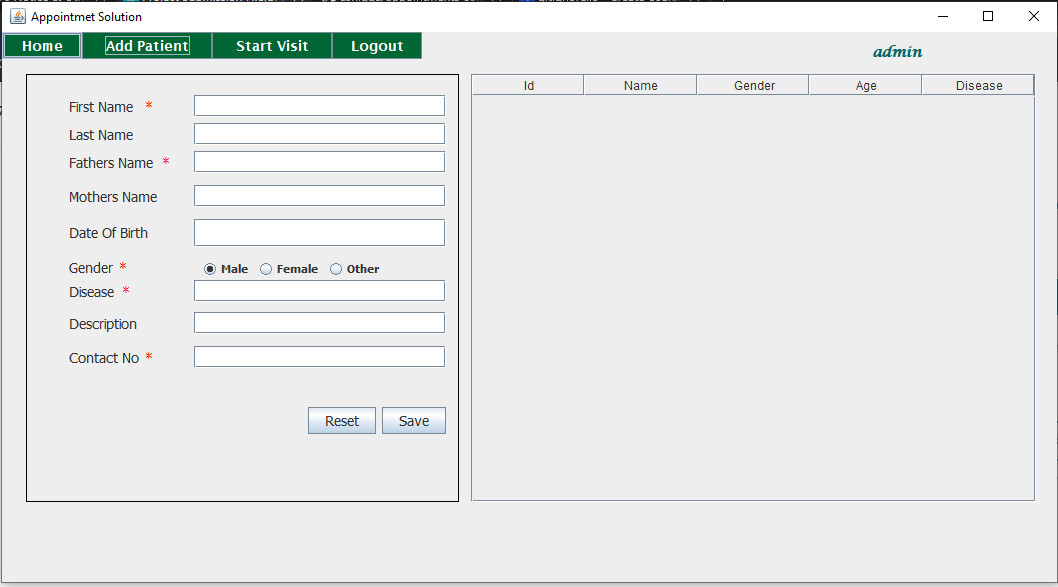 Appointmet Solution
Home Add Patient Start Visit Logout
admin
Id Name Gender Age Disease
First Name *
Last Name
Fathers Name *
Mothers Name
Date Of Birth
Gender * Male Female Other
Disease *
Description
Contact No *
Reset Save